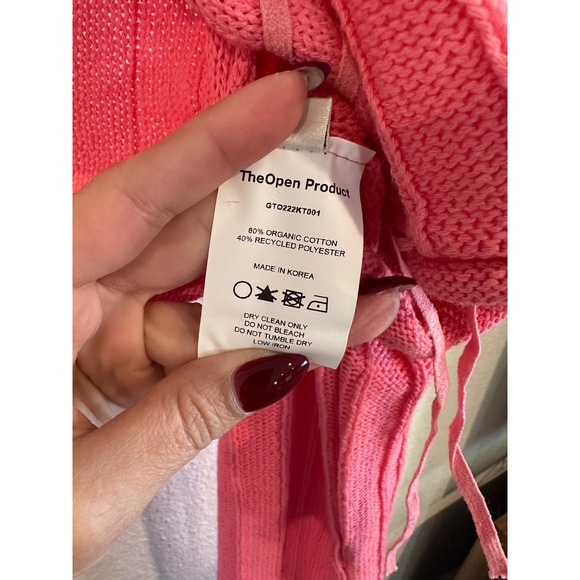 TheOpen Product
GTO222KT001
60% ORGANIC COTTON
40% RECYCLED POLYESTER
MADE IN KOREA
DRY CLEAN ONLY
DO NOT BLEACH
DO NOT TUMBLE DRY
LOW IRON